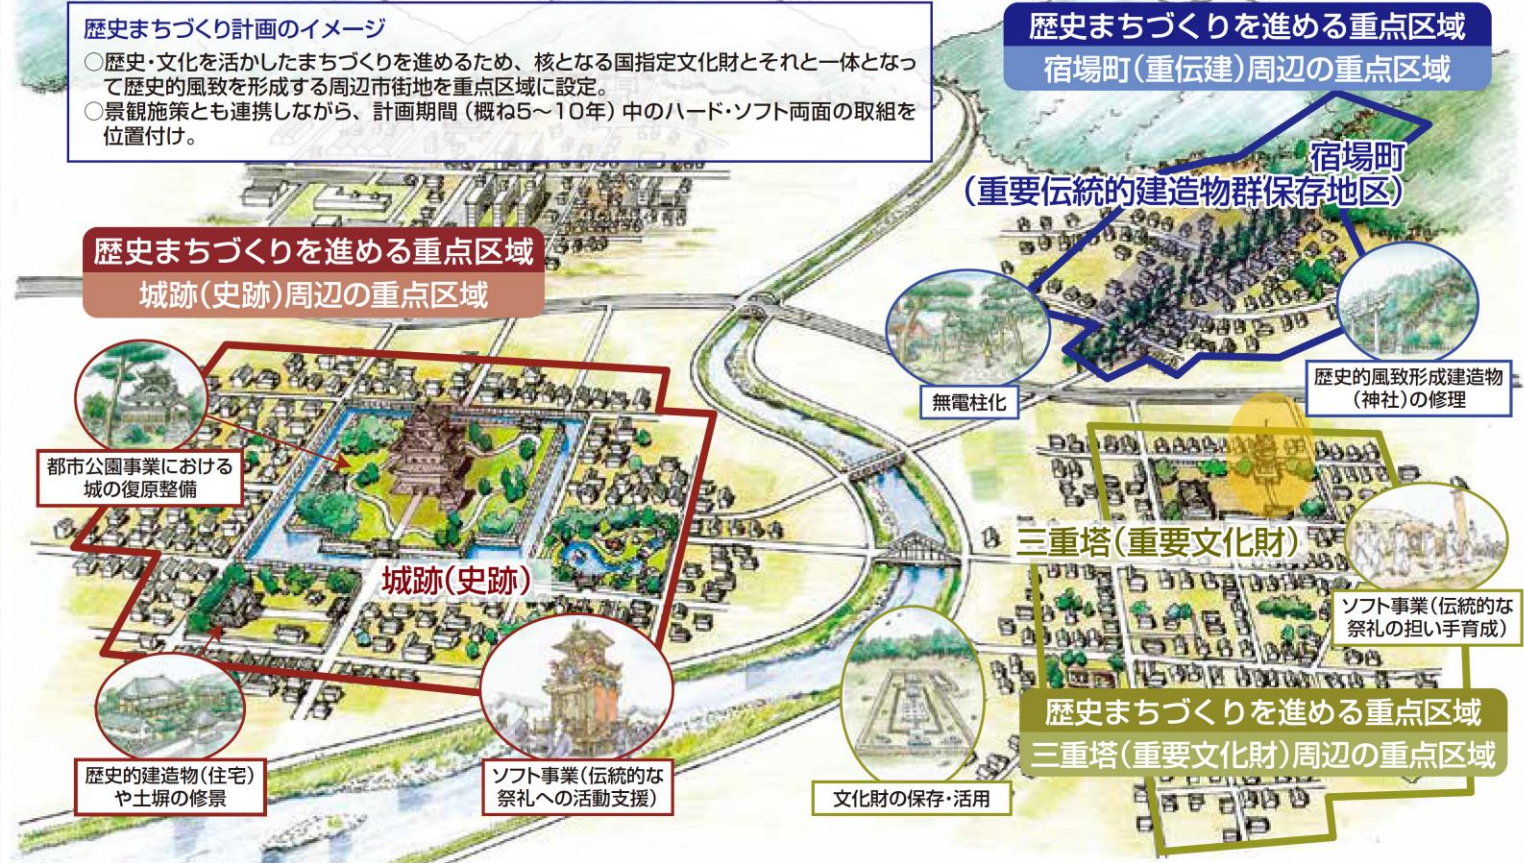 歴史まちづくり計画のイメージ
○歴史・文化を活かしたまちづくりを進めるため、核となる国指定文化財とそれと一体となっ
て歴史的風致を形成する周辺市街地を重点区域に設定。
○景観施策とも連携しながら、計画期間（概ね5～10年）中のハード・ソフト両面の取組を
位置付け。
歴史まちづくりを進める重点区域
宿場町（重伝建）周辺の重点区域
宿場町
（重要伝統的建造物群保存地区）
無電柱化
歴史的風致形成建造物
（神社）の修理
歴史まちづくりを進める重点区域
城跡（史跡）周辺の重点区域
都市公園事業における
城の復原整備
城跡（史跡）
歴史的建造物（住宅）
や土塀の修景
ソフト事業（伝統的な
祭礼への活動支援）
三重塔（重要文化財）
ソフト事業（伝統的な
祭礼の担い手育成）
文化財の保存・活用
歴史まちづくりを進める重点区域
三重塔（重要文化財）周辺の重点区域